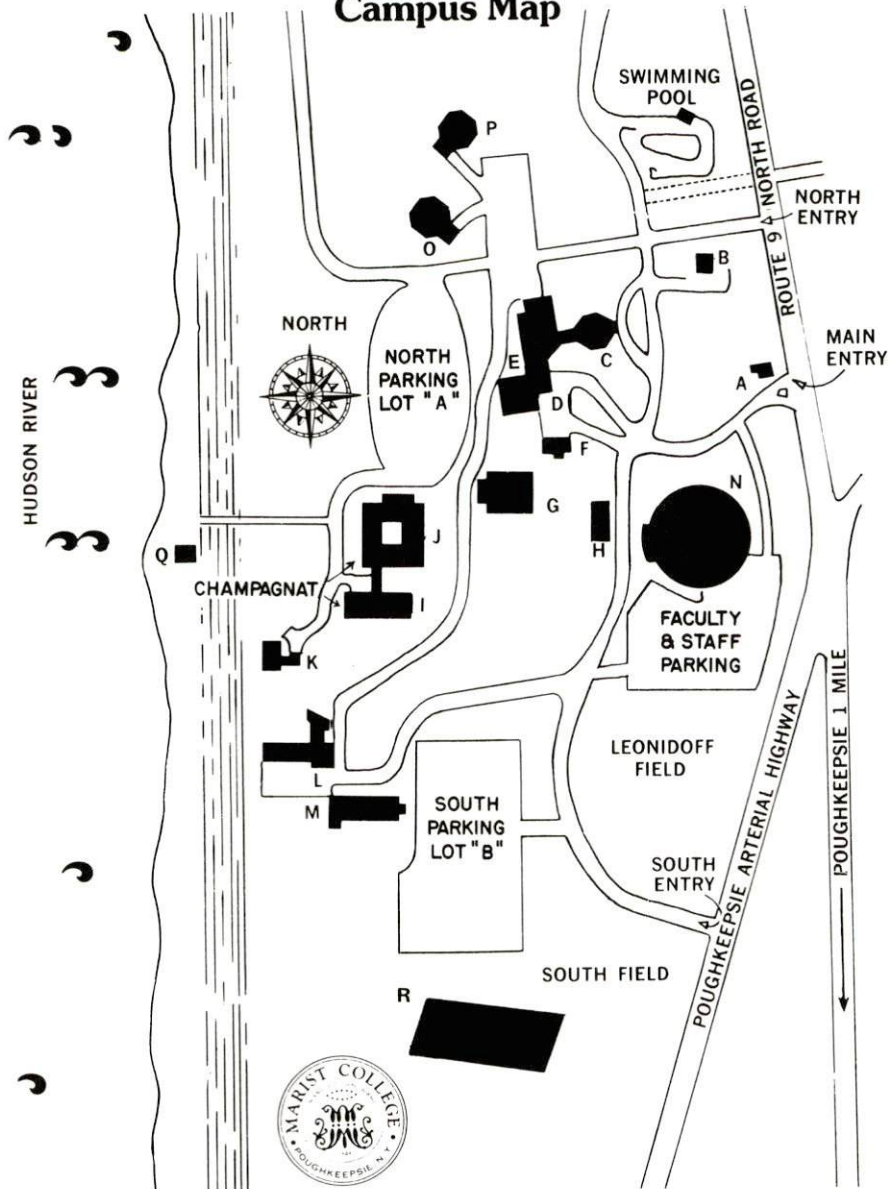 Campus Map
SWIMMING
POOL
P
ROUTE 9 NORTH ROAD
NORTH
ENTRY
O
B
NORTH
NORTH
PARKING
LOT "A"
E
C
MAIN
ENTRY
A
D
HUDSON RIVER
F
N
G
J
H
Q
CHAMPAGNAT
I
FACULTY
& STAFF
PARKING
K
POUGHKEEPSIE 1 MILE
LEONIDOFF
FIELD
L
M
SOUTH
PARKING
LOT "B"
SOUTH
ENTRY
POUGHKEEPSIE ARTERIAL HIGHWAY
SOUTH FIELD
R
MARIST COLLEGE
POUGHKEEPSIE N.Y.